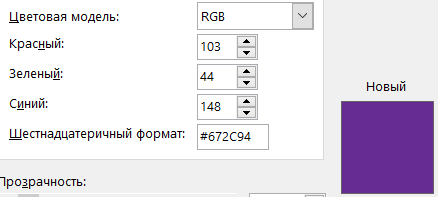 Цветовая модель: RGB
Красный: 103
Зеленый: 44
Синий: 148
Шестнадцатеричный формат: #672C94
Новый
Прозрачность: